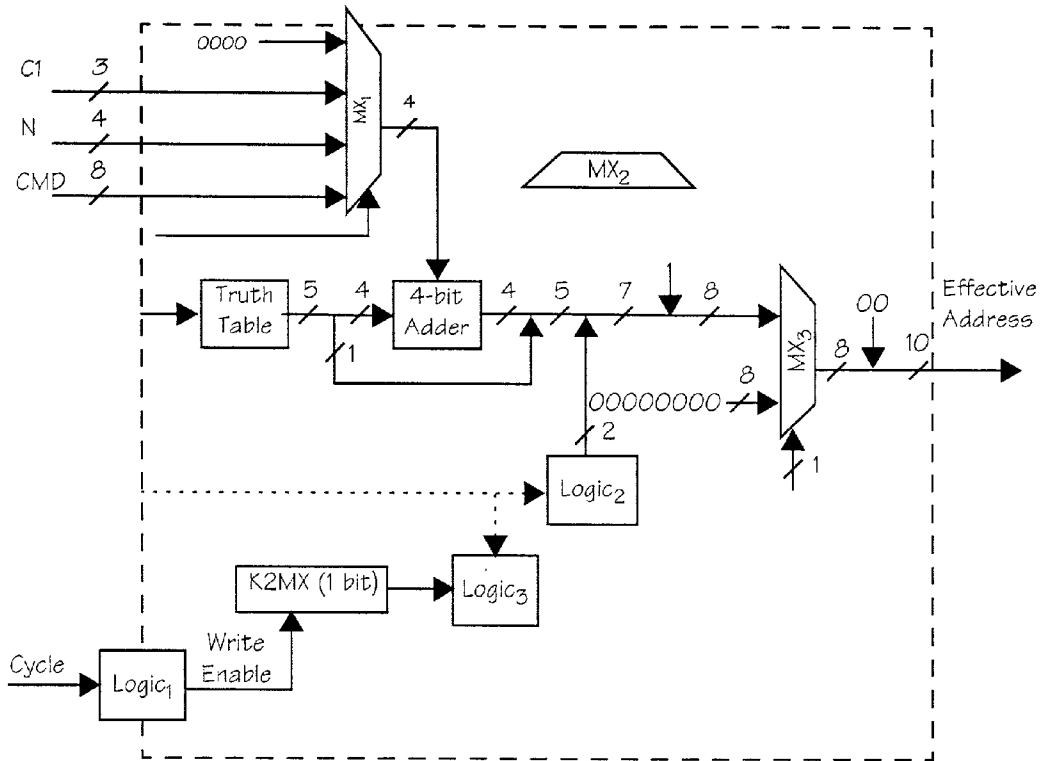 0000
C1
3
N
4
CMD
8
MX1
4
MX2
Truth
Table
5
4
1
4-bit
Adder
4
5
7
1
8
MX3
00
8
10
Effective
Address
00000000
8
1
2
Logic2
K2MX (1 bit)
Logic3
Write
Enable
Cycle
Logic1